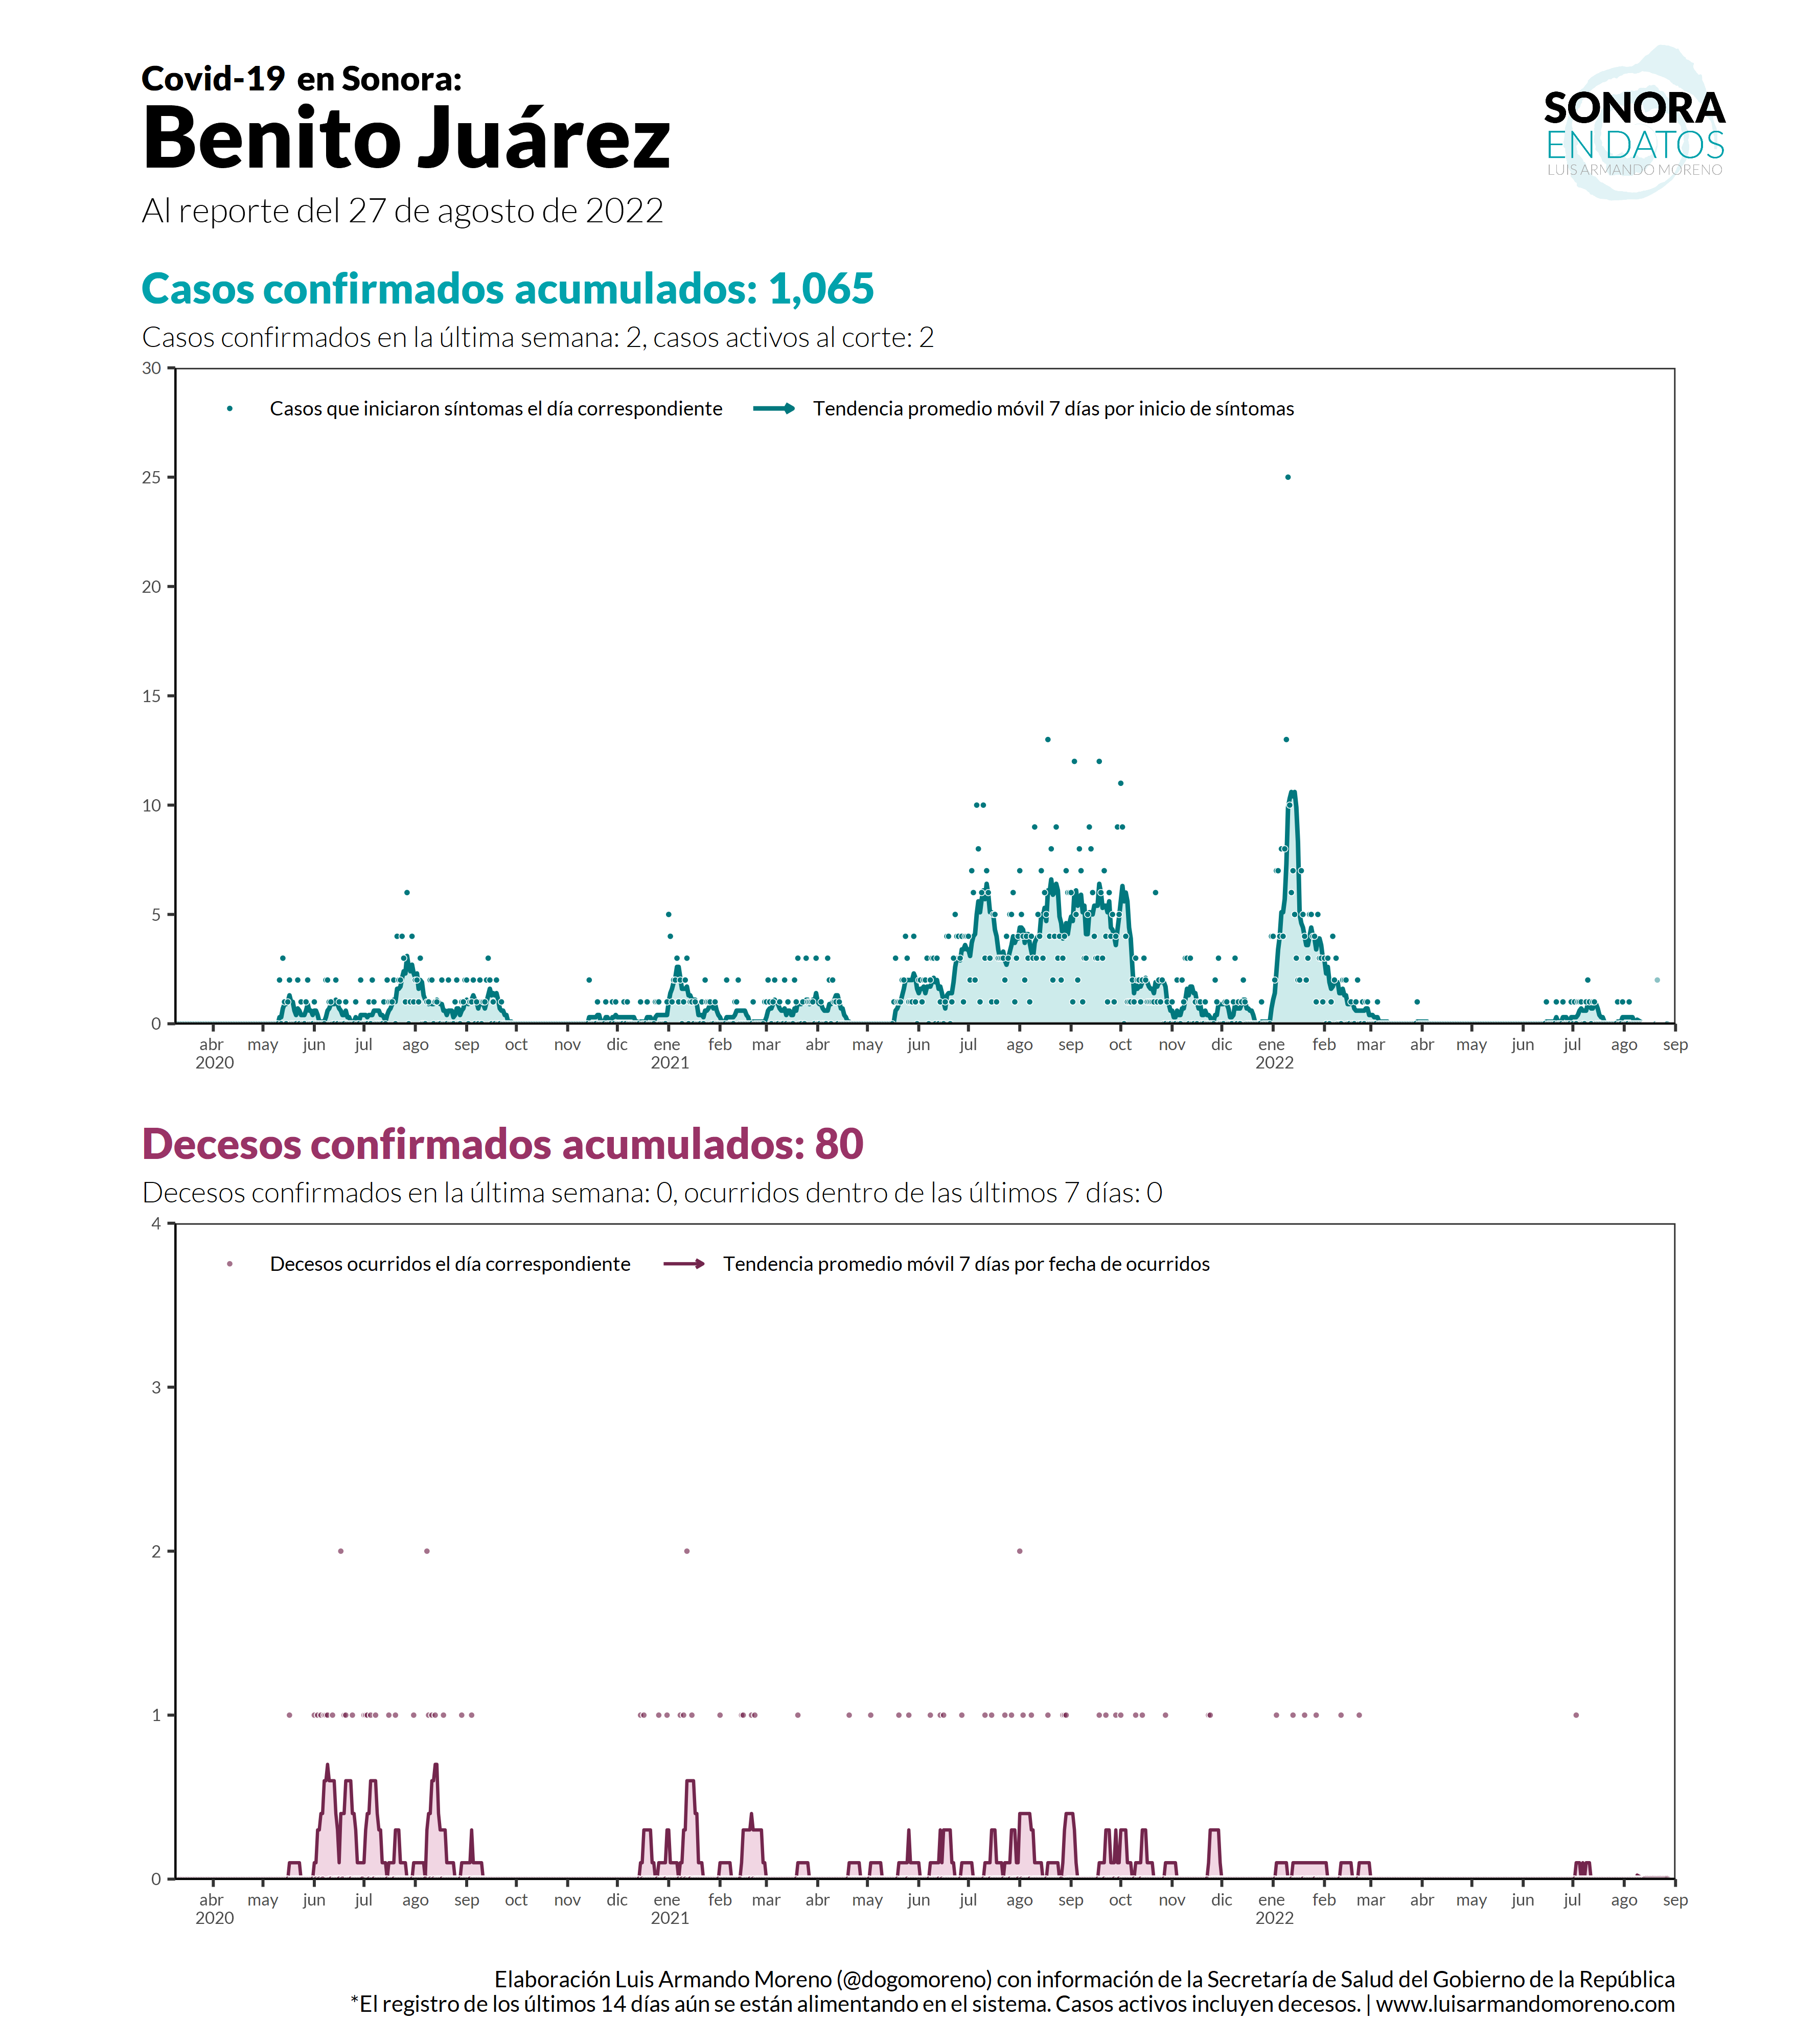 Covid-19 en Sonora:
Benito Juárez
Al reporte del 27 de agosto de 2022
SONORA
EN DATOS
LUIS ARMANDO MORENO
Casos confirmados acumulados: 1,065
Casos confirmados en la última semana: 2, casos activos al corte: 2
30
Casos que iniciaron síntomas el día correspondiente Tendencia promedio móvil 7 días por inicio de síntomas
25
20
15
10
5
0
abr may jun jul ago sep oct nov dic ene feb mar abr may jun jul ago sep oct nov dic ene feb mar abr may jun jul ago sep
2020 2021 2022
Decesos confirmados acumulados: 80
Decesos confirmados en la última semana: 0, ocurridos dentro de las últimos 7 días: 0
4
Decesos ocurridos el día correspondiente Tendencia promedio móvil 7 días por fecha de ocurridos
3
2
1
0
abr may jun jul ago sep oct nov dic ene feb mar abr may jun jul ago sep oct nov dic ene feb mar abr may jun jul ago sep
2020 2021 2022
Elaboración Luis Armando Moreno (@dogomoreno) con información de la Secretaría de Salud del Gobierno de la República
*El registro de los últimos 14 días aún se están alimentando en el sistema. Casos activos incluyen decesos. | www.luisarmandomoreno.com